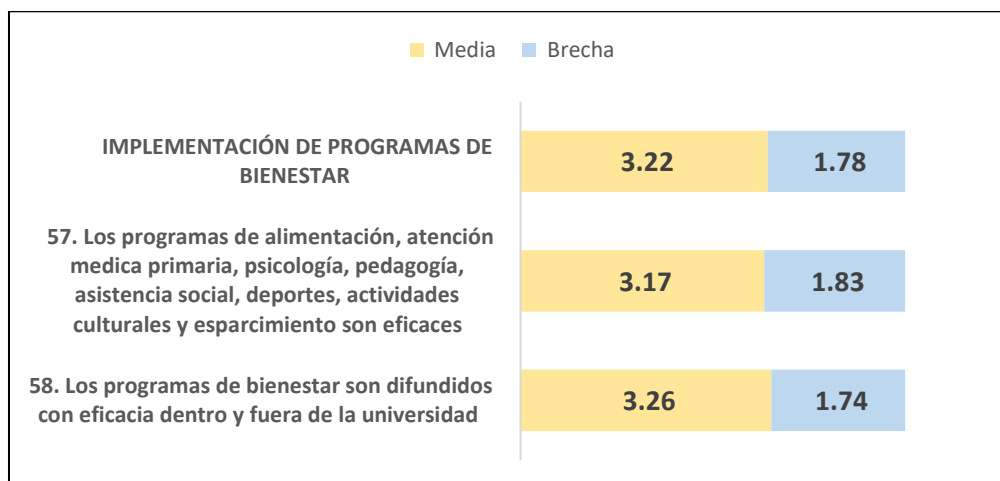 Media Brecha
IMPLEMENTACIÓN DE PROGRAMAS DE
BIENESTAR
3.22 1.78
57. Los programas de alimentación, atención
medica primaria, psicología, pedagogía,
asistencia social, deportes, actividades
culturales y esparcimiento son eficaces
3.17 1.83
58. Los programas de bienestar son difundidos
con eficacia dentro y fuera de la universidad
3.26 1.74